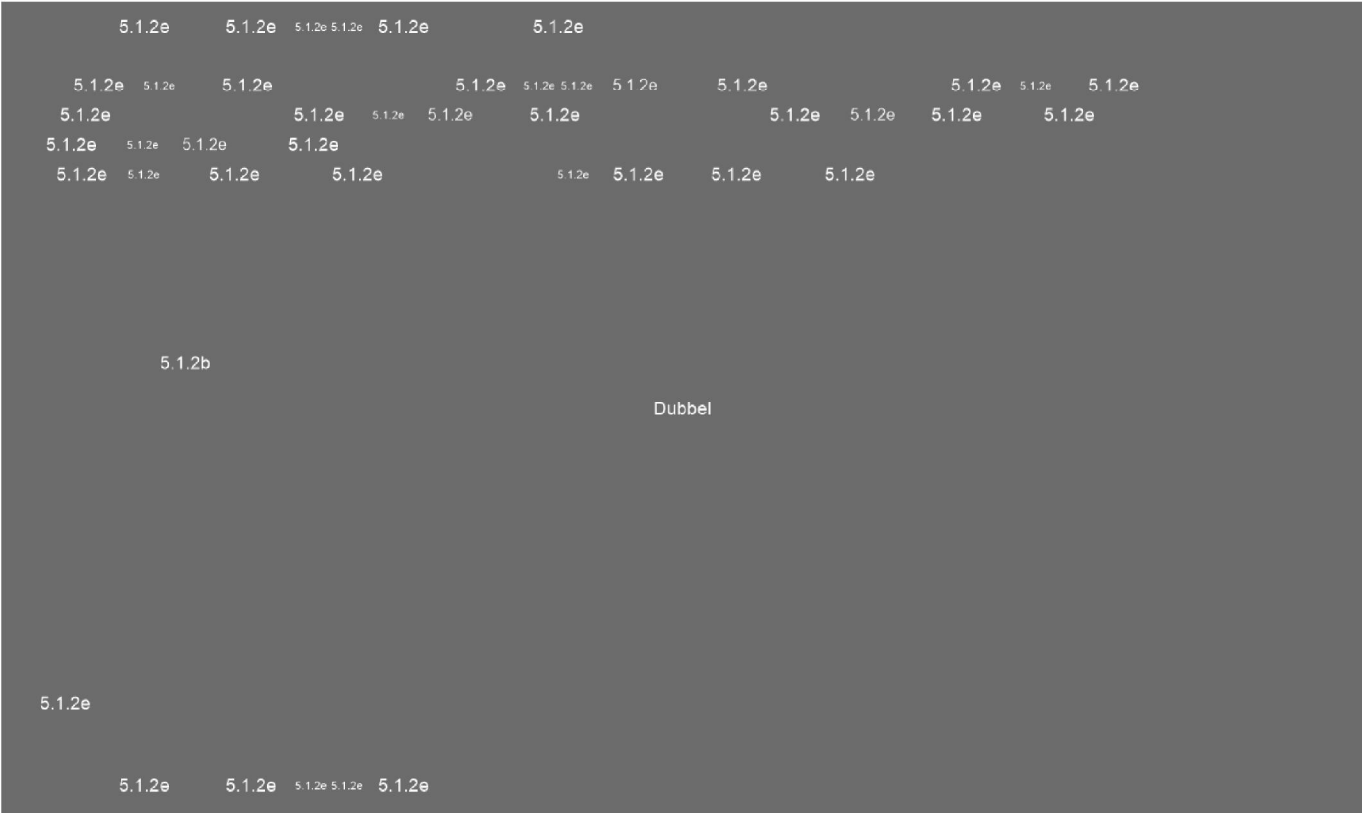 5.1.2e 5.1.2e 5.1.2e 5.1.2e 5.1.2e 5.1.2e
5.1.2e 5.1.2e 5.1.2e 5.1.2e 5.1.2e 5.1.2e 5.1.2e 5.1.2e 5.1.2e 5.1.2e 5.1.2e
5.1.2e 5.1.2e 5.1.2e 5.1.2e 5.1.2e 5.1.2e 5.1.2e 5.1.2e 5.1.2e
5.1.2e 5.1.2e 5.1.2e 5.1.2e
5.1.2e 5.1.2e 5.1.2e 5.1.2e 5.1.2e 5.1.2e 5.1.2e 5.1.2e
5.1.2b
Dubbel
5.1.2e
5.1.2e 5.1.2e 5.1.2e 5.1.2e 5.1.2e